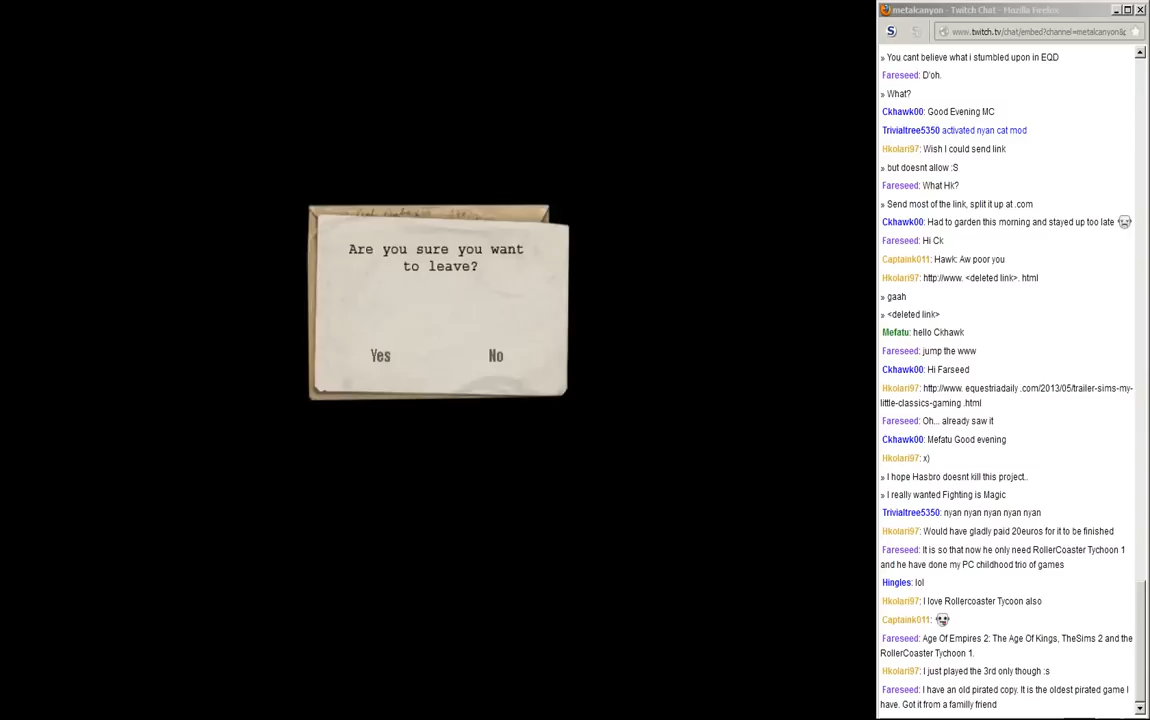 Are you sure you want
to leave?
Yes No
metalcanyon - Twitch Chat - Mozilla Firefox
www.twitch.tv/chat/embed?channel=metalcanyon&p
» You cant believe what i stumbled upon in EQD
Fareseed: D'oh.
» What?
Ckhawk00: Good Evening MC
Trivialtree5350 activated nyan cat mod
Hkolari97: Wish I could send link
» but doesnt allow :S
Fareseed: What Hk?
» Send most of the link, split it up at .com
Ckhawk00: Had to garden this morning and stayed up too late
Fareseed: Hi Ck
Captaink011: Hawk: Aw poor you
Hkolari97: http://www. <deleted link>. html
» gaah
» <deleted link>
Mefatu: hello Ckhawk
Fareseed: jump the www
Ckhawk00: Hi Farseed
Hkolari97: http://www. equestriadaily .com/2013/05/trailer-sims-my-
little-classics-gaming .html
Fareseed: Oh... already saw it
Ckhawk00: Mefatu Good evening
Hkolari97: x)
» I hope Hasbro doesnt kill this project..
» I really wanted Fighting is Magic
Trivialtree5350: nyan nyan nyan nyan nyan
Hkolari97: Would have gladly paid 20euros for it to be finished
Fareseed: It is so that now he only need RollerCoaster Tychoon 1
and he have done my PC childhood trio of games
Hingles: lol
Hkolari97: I love Rollercoaster Tycoon also
Captaink011:
Fareseed: Age Of Empires 2: The Age Of Kings, TheSims 2 and the
RollerCoaster Tychoon 1.
Hkolari97: I just played the 3rd only though :s
Fareseed: I have an old pirated copy. It is the oldest pirated game I
have. Got it from a familly friend